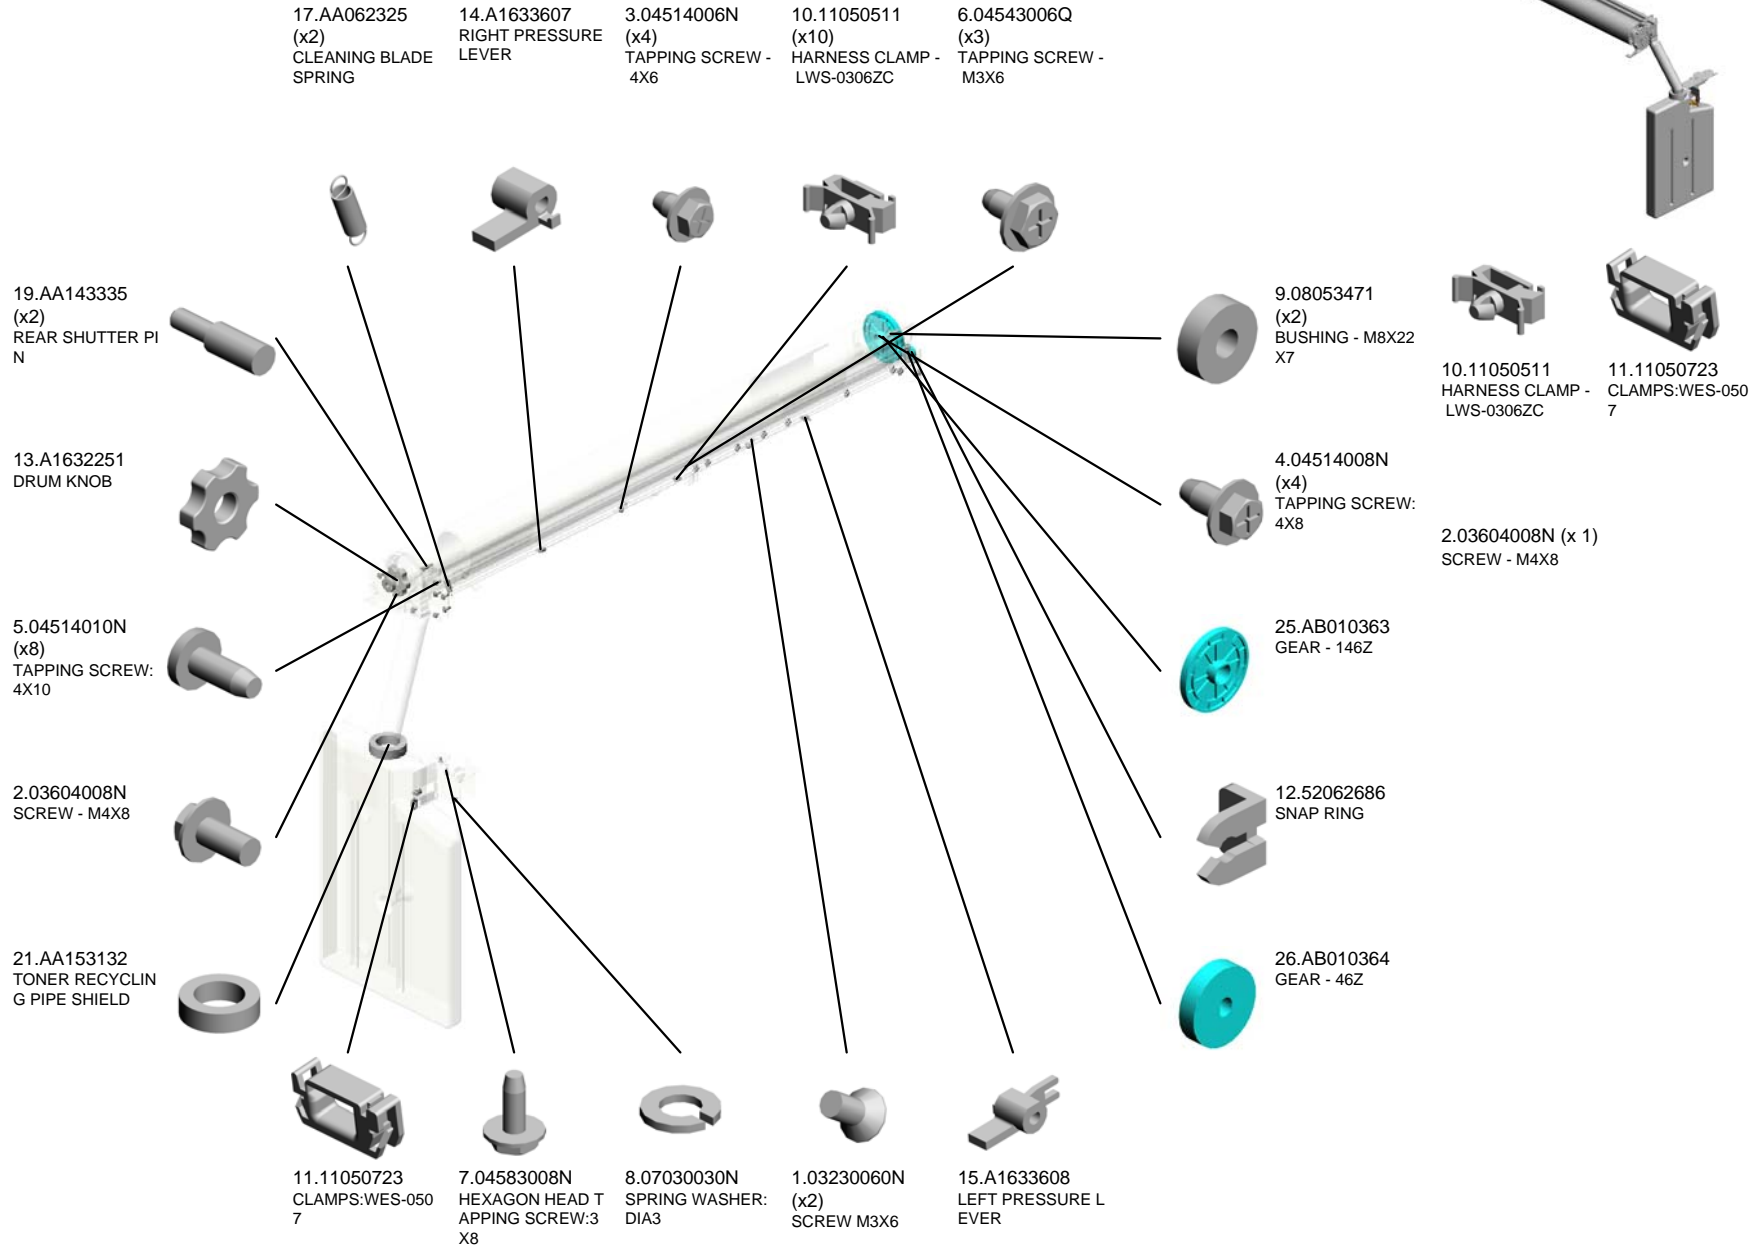 17.AA062325
(x2)
CLEANING BLADE
SPRING
14.A1633607
RIGHT PRESSURE
LEVER
3.04514006N
(x4)
TAPPING SCREW -
4X6
10.11050511
(x10)
HARNESS CLAMP -
LWS-0306ZC
6.04543006Q
(x3)
TAPPING SCREW -
M3X6
19.AA143335
(x2)
REAR SHUTTER PI
N
13.A1632251
DRUM KNOB
5.04514010N
(x8)
TAPPING SCREW:
4X10
2.03604008N
SCREW - M4X8
21.AA153132
TONER RECYCLIN
G PIPE SHIELD
9.08053471
(x2)
BUSHING - M8X22
X7
4.04514008N
(x4)
TAPPING SCREW:
4X8
25.AB010363
GEAR - 146Z
12.52062686
SNAP RING
26.AB010364
GEAR - 46Z
10.11050511
HARNESS CLAMP -
LWS-0306ZC
11.11050723
CLAMPS:WES-050
7
2.03604008N (x 1)
SCREW - M4X8
11.11050723
CLAMPS:WES-050
7
7.04583008N
HEXAGON HEAD T
APPING SCREW:3
X8
8.07030030N
SPRING WASHER:
DIA3
1.03230060N
(x2)
SCREW M3X6
15.A1633608
LEFT PRESSURE L
EVER